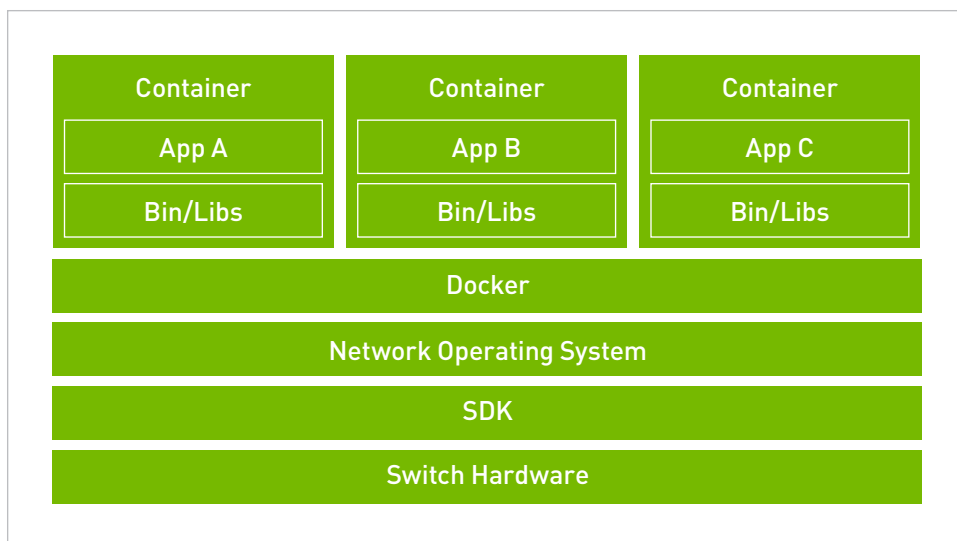 Container
App A
Bin/Libs
Container
App B
Bin/Libs
Container
App C
Bin/Libs
Docker
Network Operating System
SDK
Switch Hardware